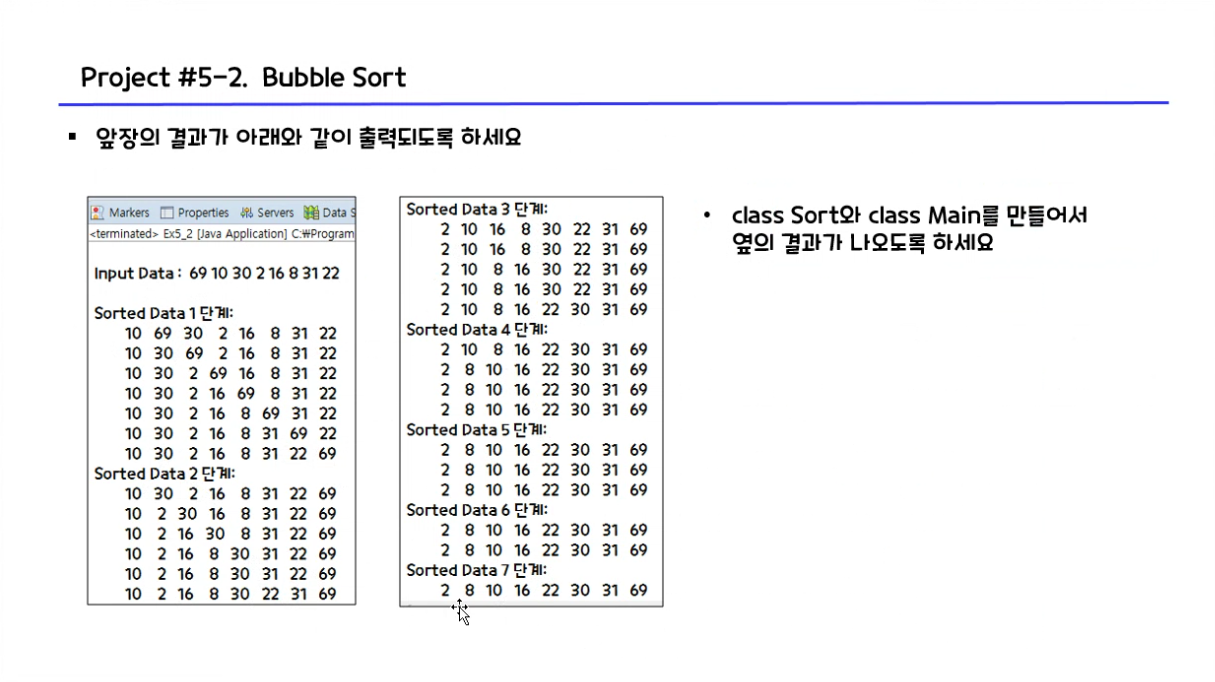 Project #5-2. Bubble Sort
▪ 앞장의 결과가 아래와 같이 출력되도록 하세요
Markers Properties Servers Data S
<terminated> Ex5_2 [Java Application] C:￦Program
Input Data : 69 10 30 2 16 8 31 22
Sorted Data 1 단계:
10 69 30 2 16 8 31 22
10 30 69 2 16 8 31 22
10 30 2 69 16 8 31 22
10 30 2 16 69 8 31 22
10 30 2 16 8 69 31 22
10 30 2 16 8 31 69 22
10 30 2 16 8 31 22 69
Sorted Data 2 단계:
10 30 2 16 8 31 22 69
10 2 30 16 8 31 22 69
10 2 16 30 8 31 22 69
10 2 16 8 30 31 22 69
10 2 16 8 30 31 22 69
10 2 16 8 30 22 31 69
Sorted Data 3 단계:
2 10 16 8 30 22 31 69
2 10 16 8 30 22 31 69
2 10 8 16 30 22 31 69
2 10 8 16 30 22 31 69
2 10 8 16 22 30 31 69
Sorted Data 4 단계:
2 10 8 16 22 30 31 69
2 8 10 16 22 30 31 69
2 8 10 16 22 30 31 69
2 8 10 16 22 30 31 69
Sorted Data 5 단계:
2 8 10 16 22 30 31 69
2 8 10 16 22 30 31 69
2 8 10 16 22 30 31 69
Sorted Data 6 단계:
2 8 10 16 22 30 31 69
2 8 10 16 22 30 31 69
Sorted Data 7 단계:
2 8 10 16 22 30 31 69
• class Sort와 class Main를 만들어서
옆의 결과가 나오도록 하세요